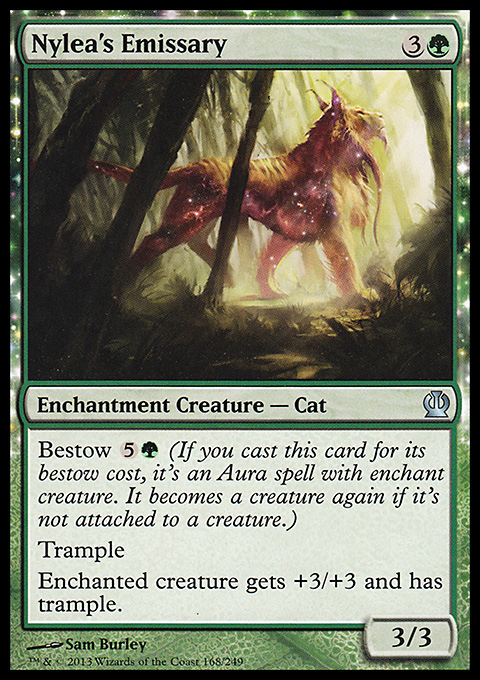 Nylea's Emissary 3
Enchantment Creature — Cat
Bestow 5 (If you cast this card for its
bestow cost, it's an Aura spell with enchant
creature. It becomes a creature again if it's
not attached to a creature.)
Trample
Enchanted creature gets +3/+3 and has
trample.
3/3
Sam Burley
™ & © 2013 Wizards of the Coast 168/249